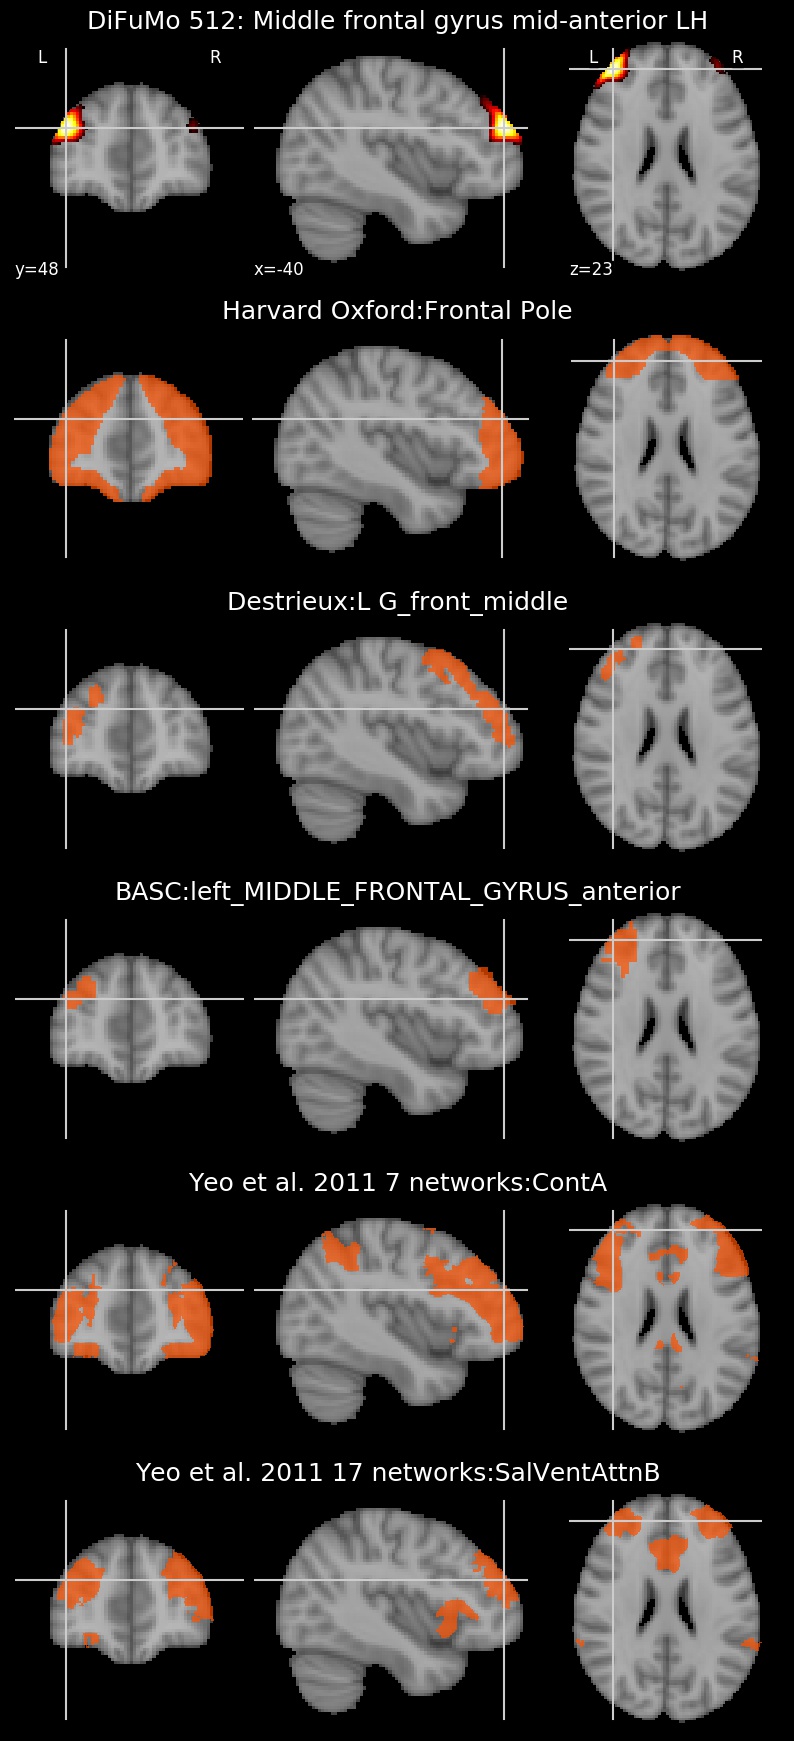 DiFuMo 512: Middle frontal gyrus mid-anterior LH
L R L R
y=48 x=-40 z=23
Harvard Oxford:Frontal Pole
Destrieux:L G_front_middle
BASC:left_MIDDLE_FRONTAL_GYRUS_anterior
Yeo et al. 2011 7 networks:ContA
Yeo et al. 2011 17 networks:SalVentAttnB